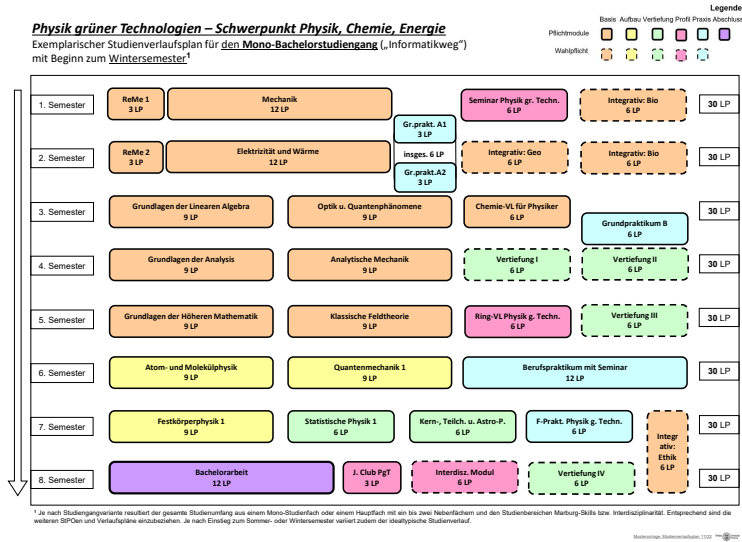 Legende
Basis Aufbau Vertiefung Profil Praxis Abschluss
Pflichtmodule
Wahlpflicht
Physik grüner Technologien – Schwerpunkt Physik, Chemie, Energie
Exemplarischer Studienverlaufsplan für den Mono-Bachelorstudiengang („Informatikweg“)
mit Beginn zum Wintersemester¹
1. Semester
ReMe 1
3 LP
Mechanik
12 LP
Gr.prakt. A1
3 LP
Seminar Physik gr. Techn.
6 LP
Integrativ: Bio
6 LP
30 LP
2. Semester
ReMe 2
3 LP
Elektrizität und Wärme
12 LP
insges. 6 LP
Gr.prakt.A2
3 LP
Integrativ: Geo
6 LP
Integrativ: Bio
6 LP
30 LP
3. Semester
Grundlagen der Linearen Algebra
9 LP
Optik u. Quantenphänomene
9 LP
Chemie-VL für Physiker
6 LP
Grundpraktikum B
6 LP
30 LP
4. Semester
Grundlagen der Analysis
9 LP
Analytische Mechanik
9 LP
Vertiefung I
6 LP
Vertiefung II
6 LP
30 LP
5. Semester
Grundlagen der Höheren Mathematik
9 LP
Klassische Feldtheorie
9 LP
Ring-VL Physik g. Techn.
6 LP
Vertiefung III
6 LP
30 LP
6. Semester
Atom- und Molekülphysik
9 LP
Quantenmechanik 1
9 LP
Berufspraktikum mit Seminar
12 LP
30 LP
7. Semester
Festkörperphysik 1
9 LP
Statistische Physik 1
6 LP
Kern-, Teilch. u. Astro-P.
6 LP
F-Prakt. Physik g. Techn.
6 LP
Integr
ativ:
Ethik
6 LP
30 LP
8. Semester
Bachelorarbeit
12 LP
J. Club PgT
3 LP
Interdisz. Modul
6 LP
Vertiefung IV
6 LP
30 LP
¹ Je nach Studiengangvariante resultiert der gesamte Studienumfang aus einem Mono-Studienfach oder einem Hauptfach mit ein bis zwei Nebenfächern und den Studienbereichen Marburg-Skills bzw. Interdisziplinarität. Entsprechend sind die
weiteren StPOen und Verlaufspläne einzubeziehen. Je nach Einstieg zum Sommer- oder Wintersemester variiert zudem der idealtypische Studienverlauf.
Mustervorlage Studienverlaufsplan 11/22